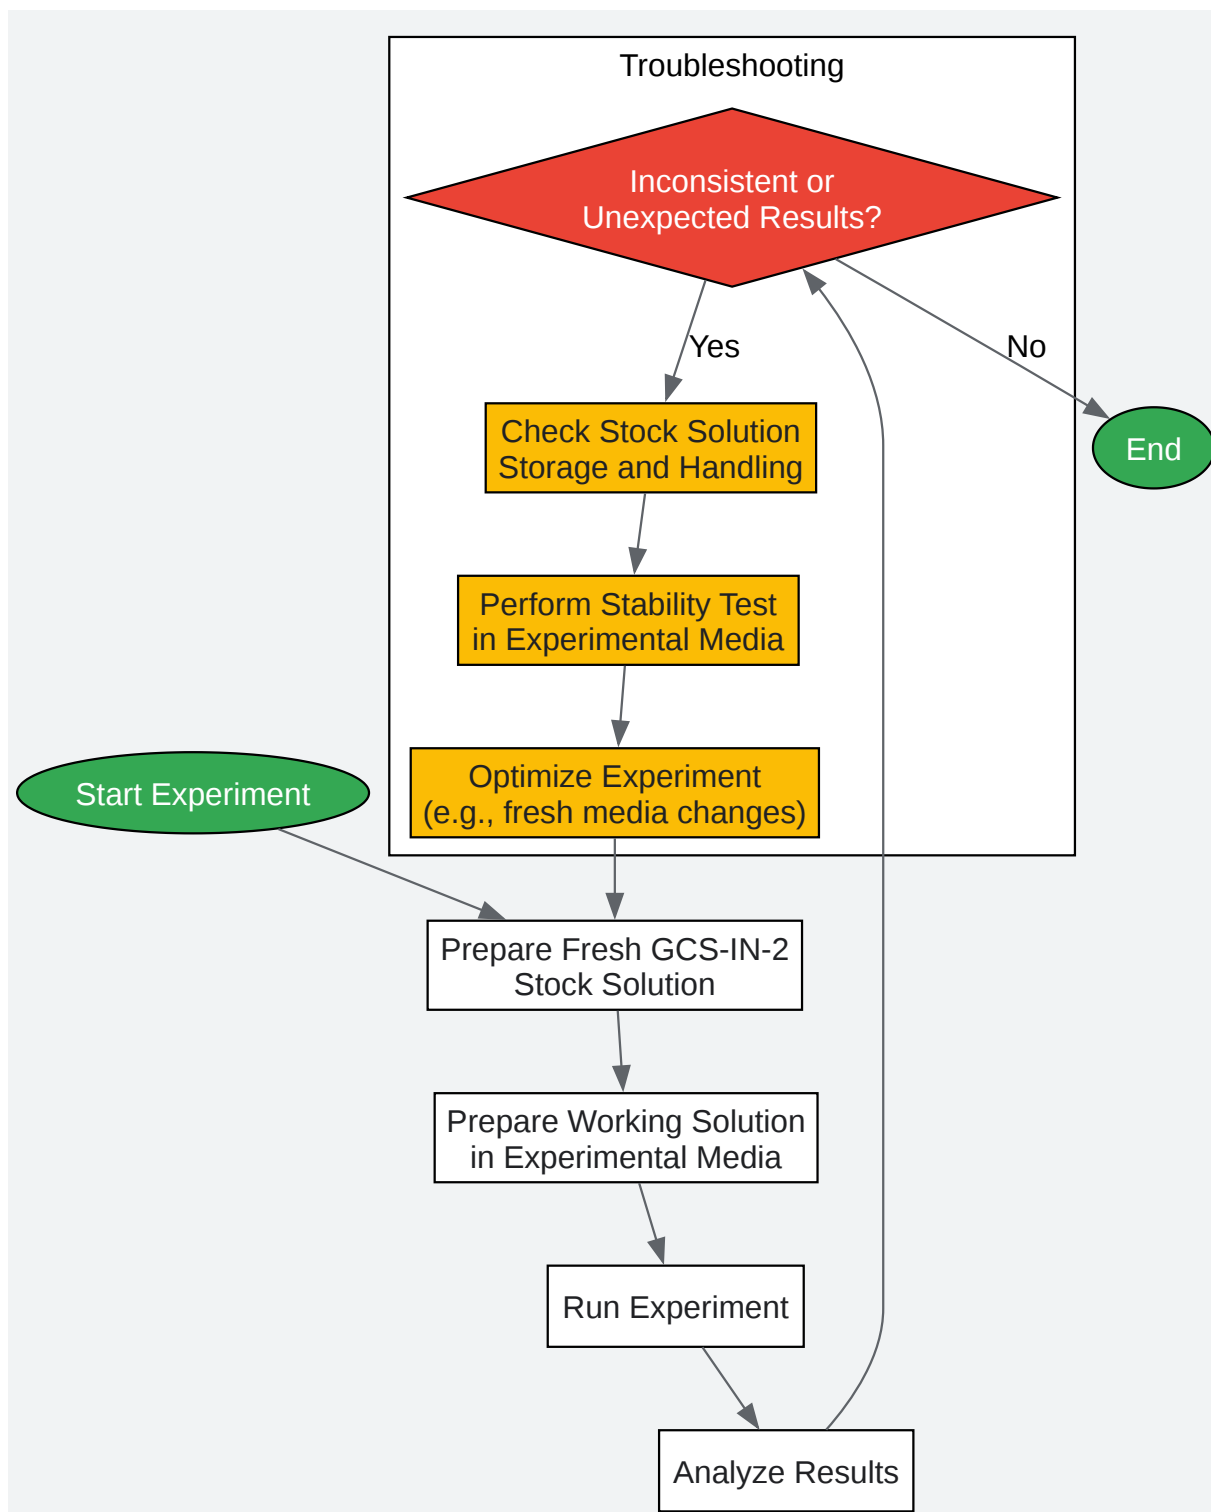 Troubleshooting
Inconsistent or
Unexpected Results?
Yes
No
Check Stock Solution
Storage and Handling
End
Perform Stability Test
in Experimental Media
Optimize Experiment
(e.g., fresh media changes)
Start Experiment
Prepare Fresh GCS-IN-2
Stock Solution
Prepare Working Solution
in Experimental Media
Run Experiment
Analyze Results